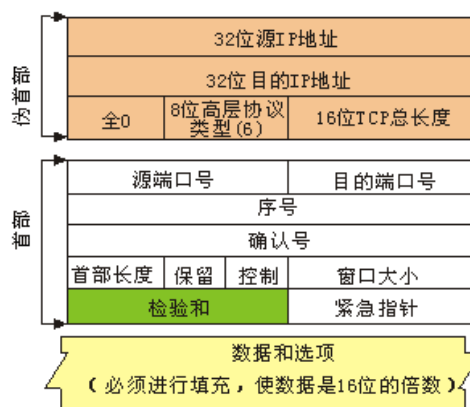 伪首部
32位源IP地址
32位目的IP地址
全0
8位高层协议
类型(6)
16位TCP总长度
首部
源端口号
目的端口号
序号
确认号
首部长度
保留
控制
窗口大小
检验和
紧急指针
数据和选项
(必须进行填充,使数据是16位的倍数)